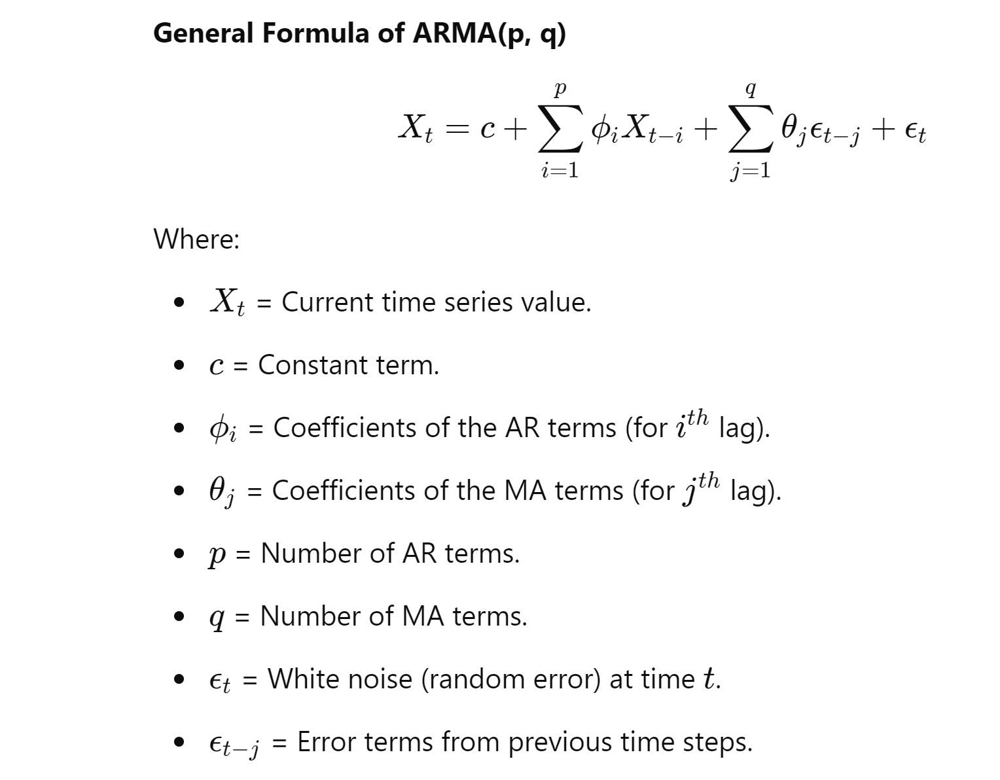 General Formula of ARMA(p, q)
$$X_t = c + \sum_{i=1}^{p} \phi_i X_{t-i} + \sum_{j=1}^{q} \theta_j \epsilon_{t-j} + \epsilon_t$$
Where:
• $X_t$ = Current time series value.
• $c$ = Constant term.
• $\phi_i$ = Coefficients of the AR terms (for $i^{th}$ lag).
• $\theta_j$ = Coefficients of the MA terms (for $j^{th}$ lag).
• $p$ = Number of AR terms.
• $q$ = Number of MA terms.
• $\epsilon_t$ = White noise (random error) at time $t$.
• $\epsilon_{t-j}$ = Error terms from previous time steps.